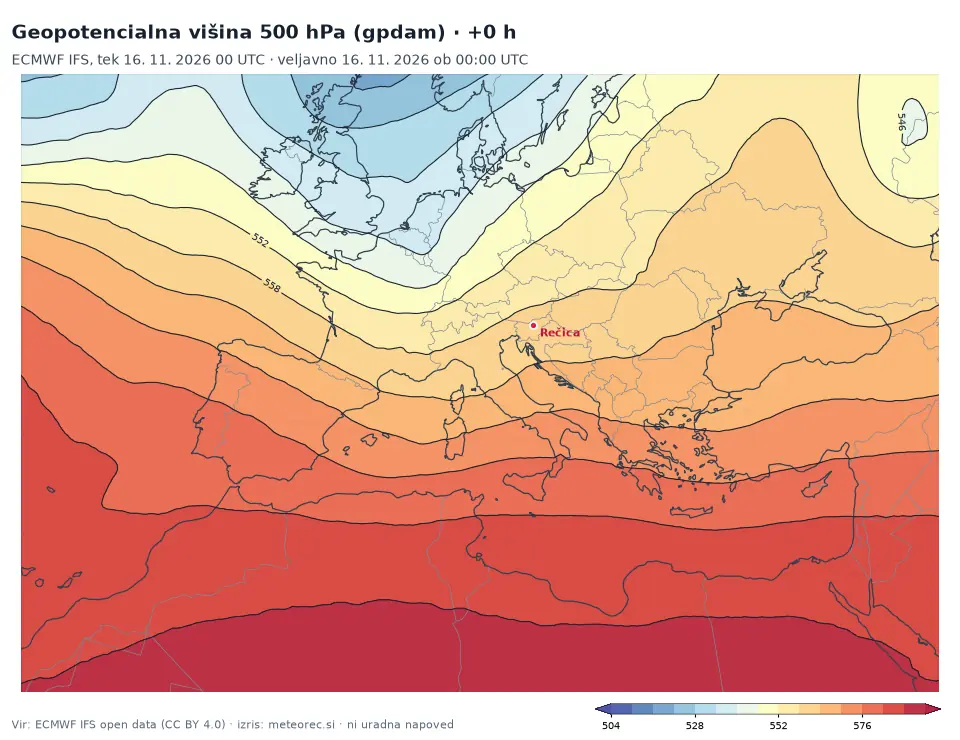 Geopotencialna višina 500 hPa (gpdam) · +0 h
ECMWF IFS, tek 16. 11. 2026 00 UTC · veljavno 16. 11. 2026 ob 00:00 UTC
546
552
558
Rečica
504 528 552 576
Vir: ECMWF IFS open data (CC BY 4.0) · izris: meteorec.si · ni uradna napoved